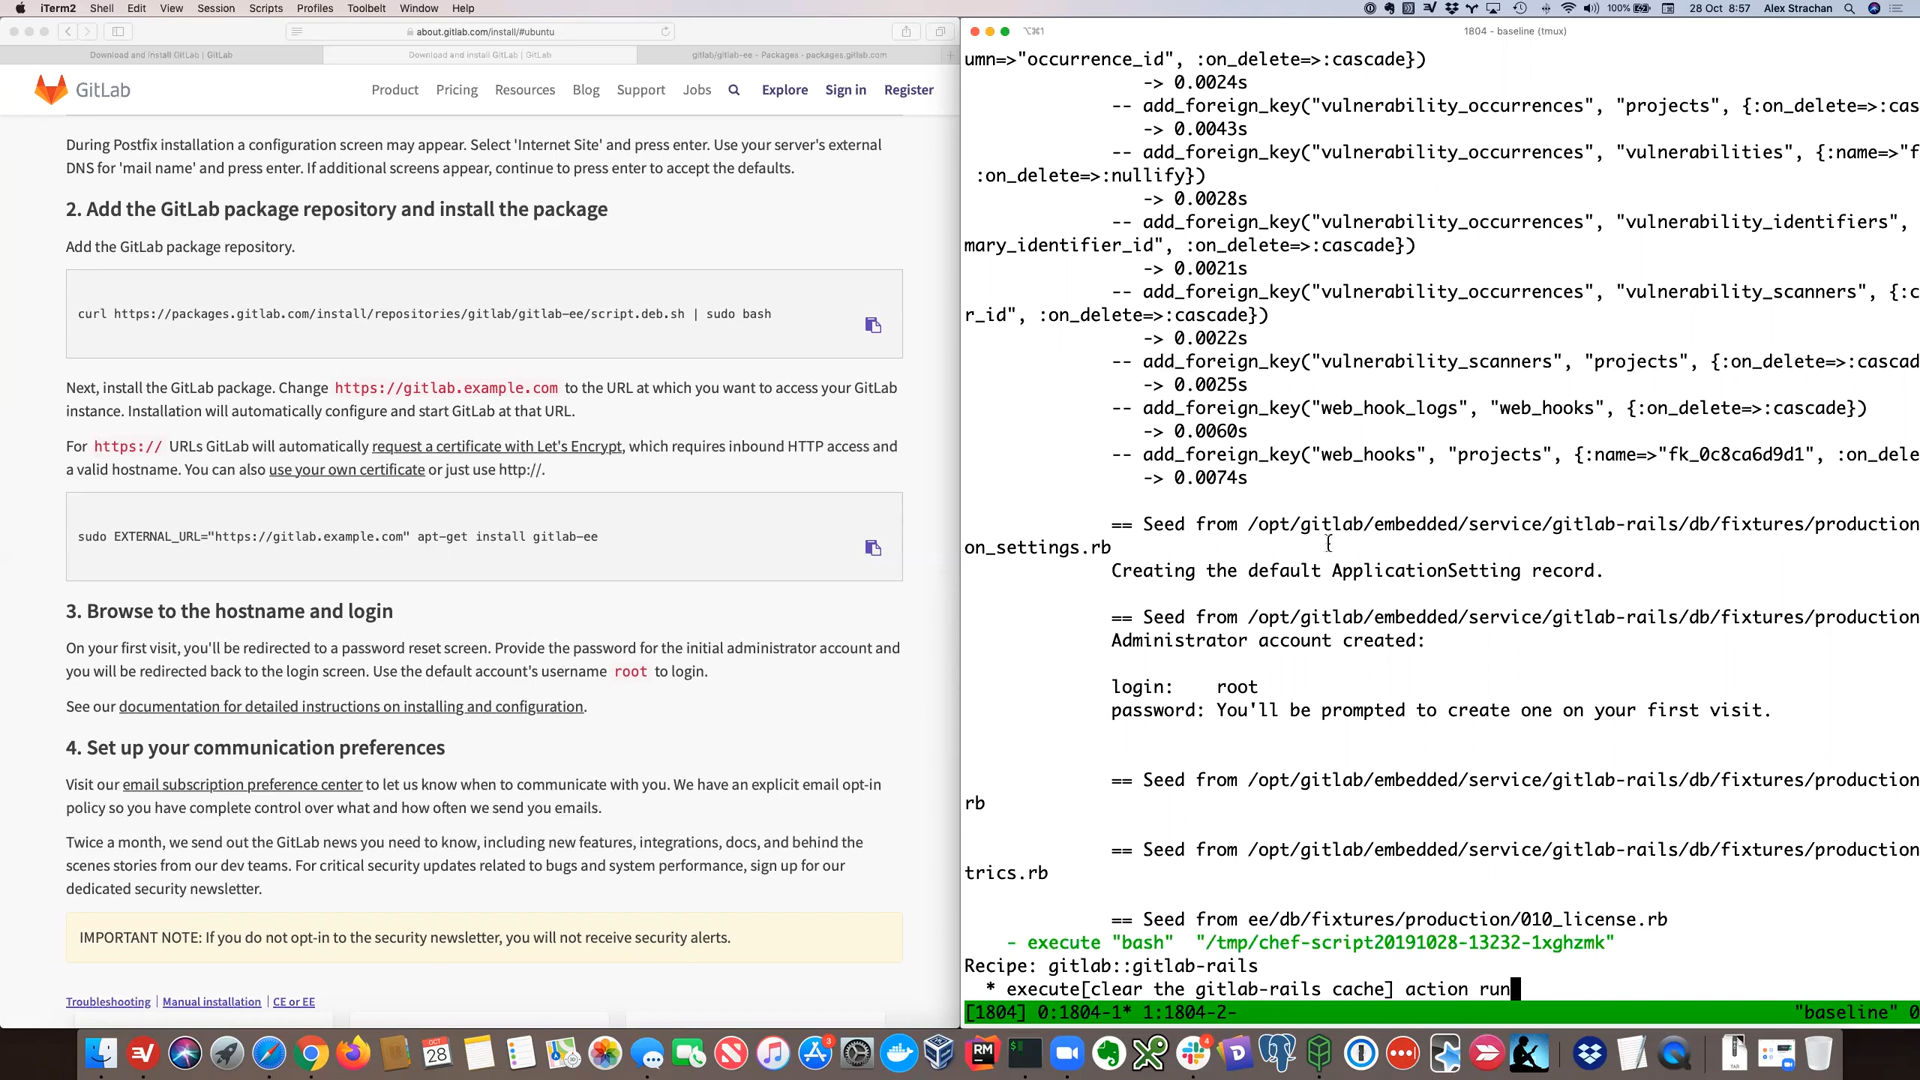 iTerm2 Shell Edit View Session Scripts Profiles Toolbelt Window Help
100% 28 Oct 8:57 Alex Strachan
about.gitlab.com/install/#ubuntu
Download and install GitLab | GitLab
Download and install GitLab | GitLab
gitlab/gitlab-ee - Packages - packages.gitlab.com
GitLab
Product Pricing Resources Blog Support Jobs Explore Sign in Register
During Postfix installation a configuration screen may appear. Select 'Internet Site' and press enter. Use your server's external
DNS for 'mail name' and press enter. If additional screens appear, continue to press enter to accept the defaults.
2. Add the GitLab package repository and install the package
Add the GitLab package repository.
curl https://packages.gitlab.com/install/repositories/gitlab/gitlab-ee/script.deb.sh | sudo bash
Next, install the GitLab package. Change https://gitlab.example.com to the URL at which you want to access your GitLab
instance. Installation will automatically configure and start GitLab at that URL.
For https:// URLs GitLab will automatically request a certificate with Let's Encrypt, which requires inbound HTTP access and
a valid hostname. You can also use your own certificate or just use http://.
sudo EXTERNAL_URL="https://gitlab.example.com" apt-get install gitlab-ee
3. Browse to the hostname and login
On your first visit, you'll be redirected to a password reset screen. Provide the password for the initial administrator account and
you will be redirected back to the login screen. Use the default account's username root to login.
See our documentation for detailed instructions on installing and configuration.
4. Set up your communication preferences
Visit our email subscription preference center to let us know when to communicate with you. We have an explicit email opt-in
policy so you have complete control over what and how often we send you emails.
Twice a month, we send out the GitLab news you need to know, including new features, integrations, docs, and behind the
scenes stories from our dev teams. For critical security updates related to bugs and system performance, sign up for our
dedicated security newsletter.
IMPORTANT NOTE: If you do not opt-in to the security newsletter, you will not receive security alerts.
Troubleshooting | Manual installation | CE or EE
⌥⌘1 1804 - baseline (tmux)
umn=>"occurrence_id", :on_delete=>:cascade})
-> 0.0024s
-- add_foreign_key("vulnerability_occurrences", "projects", {:on_delete=>:cas
-> 0.0043s
-- add_foreign_key("vulnerability_occurrences", "vulnerabilities", {:name=>"f
:on_delete=>:nullify})
-> 0.0028s
-- add_foreign_key("vulnerability_occurrences", "vulnerability_identifiers",
mary_identifier_id", :on_delete=>:cascade})
-> 0.0021s
-- add_foreign_key("vulnerability_occurrences", "vulnerability_scanners", {:c
r_id", :on_delete=>:cascade})
-> 0.0022s
-- add_foreign_key("vulnerability_scanners", "projects", {:on_delete=>:cascad
-> 0.0025s
-- add_foreign_key("web_hook_logs", "web_hooks", {:on_delete=>:cascade})
-> 0.0060s
-- add_foreign_key("web_hooks", "projects", {:name=>"fk_0c8ca6d9d1", :on_dele
-> 0.0074s
== Seed from /opt/gitlab/embedded/service/gitlab-rails/db/fixtures/production
on_settings.rb
Creating the default ApplicationSetting record.
== Seed from /opt/gitlab/embedded/service/gitlab-rails/db/fixtures/production
Administrator account created:
login: root
password: You'll be prompted to create one on your first visit.
== Seed from /opt/gitlab/embedded/service/gitlab-rails/db/fixtures/production
rb
== Seed from /opt/gitlab/embedded/service/gitlab-rails/db/fixtures/production
trics.rb
== Seed from ee/db/fixtures/production/010_license.rb
- execute "bash" "/tmp/chef-script20191028-13232-1xghzmk"
Recipe: gitlab::gitlab-rails
* execute[clear the gitlab-rails cache] action run
[1804] 0:1804-1* 1:1804-2- "baseline"